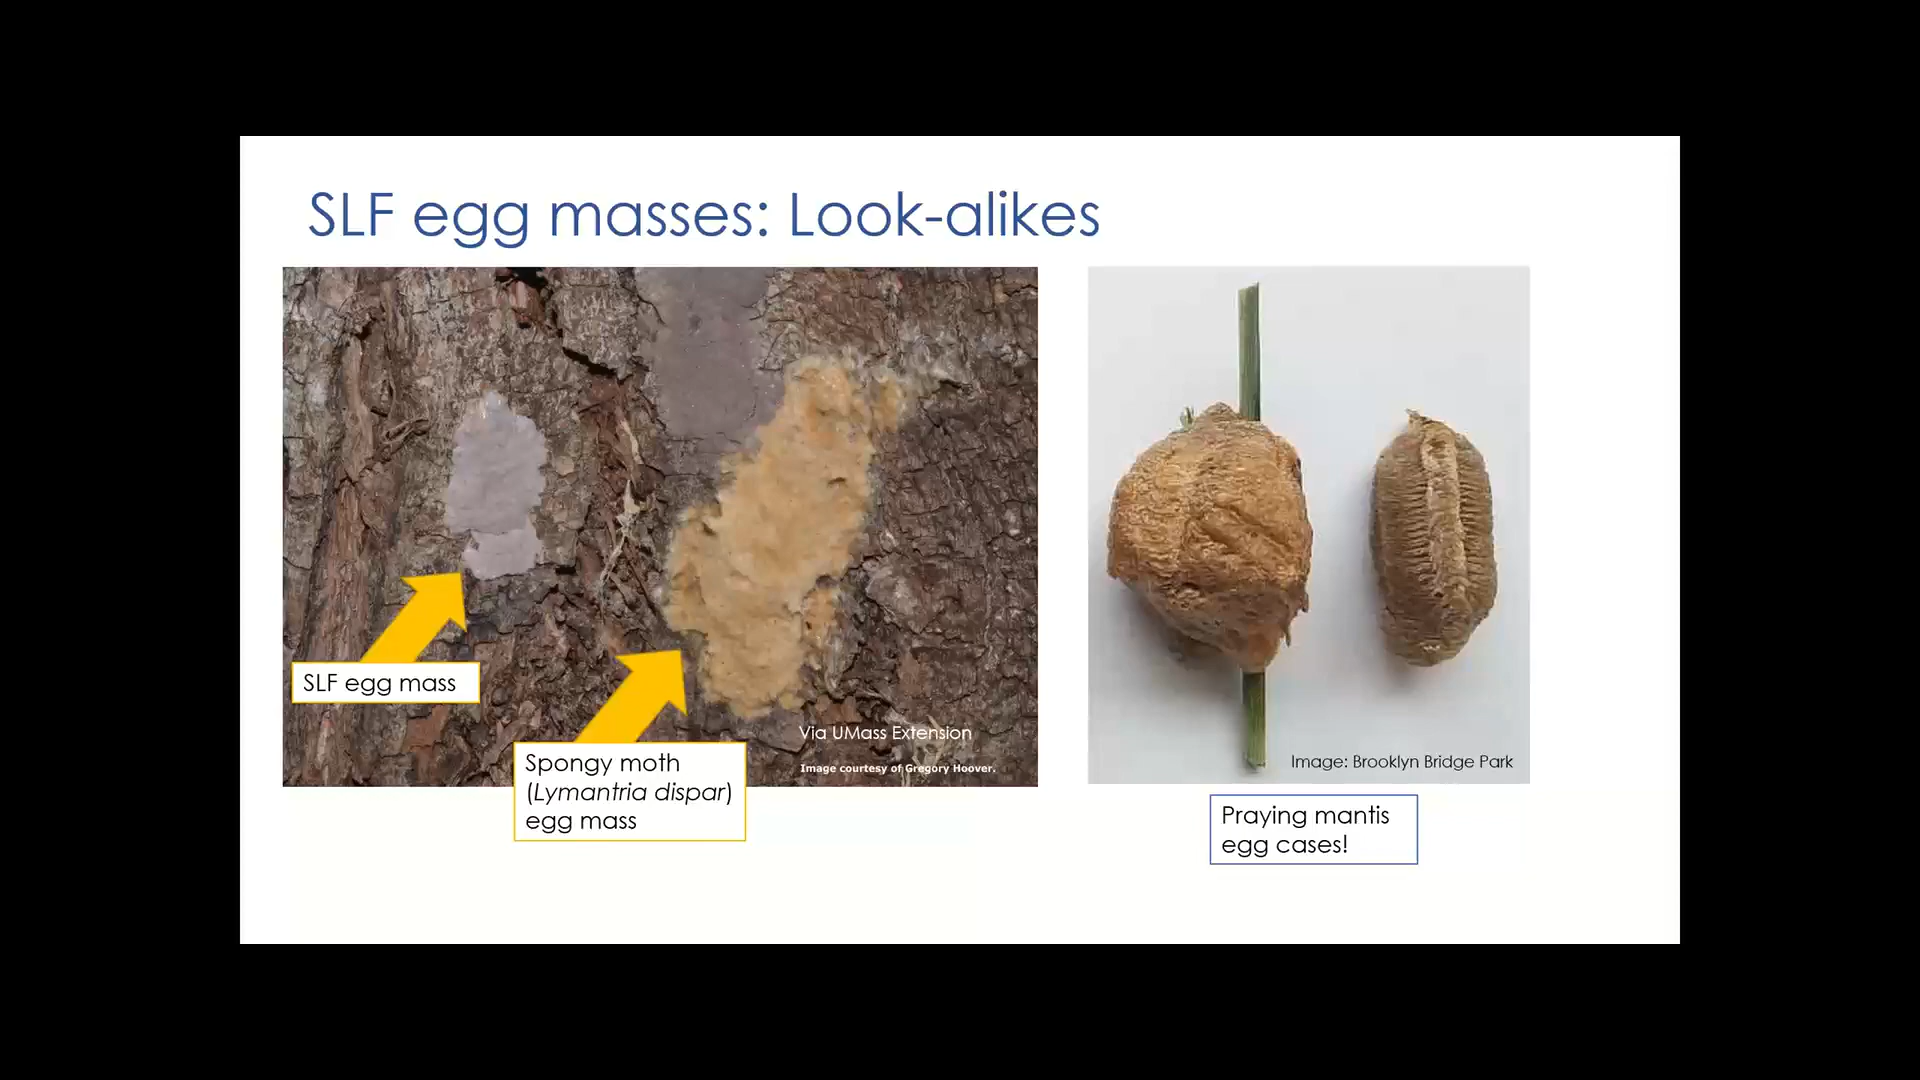 SLF egg masses: Look-alikes
SLF egg mass
Spongy moth
(Lymantria dispar)
egg mass
Via UMass Extension
Image courtesy of Gregory Hoover.
Image: Brooklyn Bridge Park
Praying mantis
egg cases!